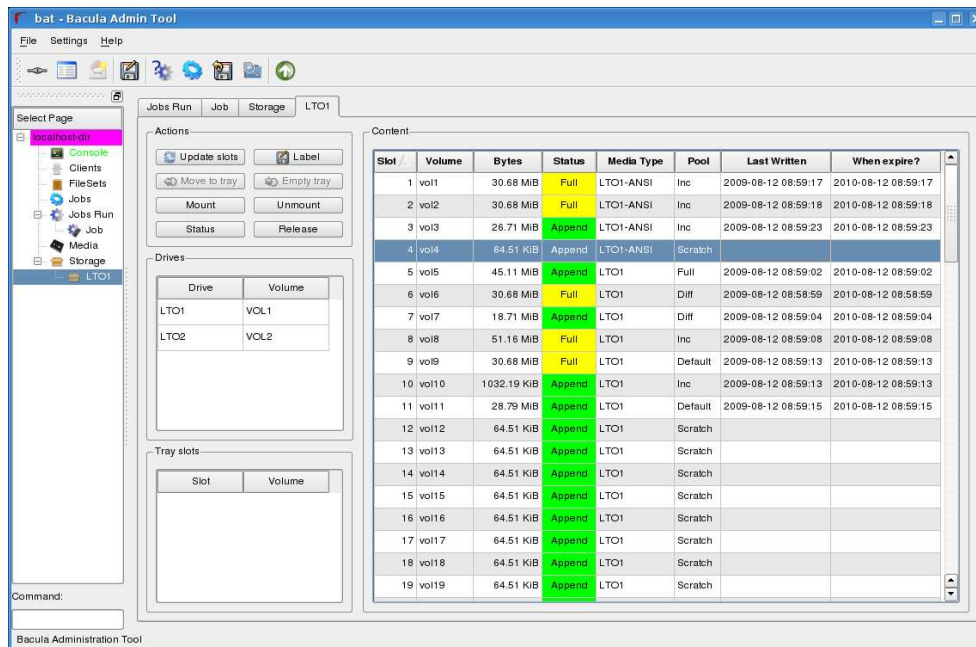 bat - Bacula Admin Tool
File Settings Help
Select Page
localhost-dir
Console
Clients
FileSets
Jobs
Jobs Run
Job
Media
Storage
LTO1
Command:
Jobs Run Job Storage LTO1
Actions
Update slots Label
Move to tray Empty tray
Mount Unmount
Status Release
Drives
Drive Volume
LTO1 VOL1
LTO2 VOL2
Tray slots
Slot Volume
Content
Slot Volume Bytes Status Media Type Pool Last Written When expire?
1 vol1 30.68 MiB Full LTO1-ANSI Inc 2009-08-12 08:59:17 2010-08-12 08:59:17
2 vol2 30.68 MiB Full LTO1-ANSI Inc 2009-08-12 08:59:18 2010-08-12 08:59:18
3 vol3 26.71 MiB Append LTO1-ANSI Inc 2009-08-12 08:59:23 2010-08-12 08:59:23
4 vol4 64.51 KiB Append LTO1-ANSI Scratch
5 vol5 45.11 MiB Append LTO1 Full 2009-08-12 08:59:02 2010-08-12 08:59:02
6 vol6 30.68 MiB Full LTO1 Diff 2009-08-12 08:58:59 2010-08-12 08:58:59
7 vol7 18.71 MiB Append LTO1 Diff 2009-08-12 08:59:04 2010-08-12 08:59:04
8 vol8 51.16 MiB Full LTO1 Inc 2009-08-12 08:59:08 2010-08-12 08:59:08
9 vol9 30.68 MiB Full LTO1 Default 2009-08-12 08:59:13 2010-08-12 08:59:13
10 vol10 1032.19 KiB Append LTO1 Inc 2009-08-12 08:59:13 2010-08-12 08:59:13
11 vol11 28.79 MiB Append LTO1 Default 2009-08-12 08:59:15 2010-08-12 08:59:15
12 vol12 64.51 KiB Append LTO1 Scratch
13 vol13 64.51 KiB Append LTO1 Scratch
14 vol14 64.51 KiB Append LTO1 Scratch
15 vol15 64.51 KiB Append LTO1 Scratch
16 vol16 64.51 KiB Append LTO1 Scratch
17 vol17 64.51 KiB Append LTO1 Scratch
18 vol18 64.51 KiB Append LTO1 Scratch
19 vol19 64.51 KiB Append LTO1 Scratch
Bacula Administration Tool